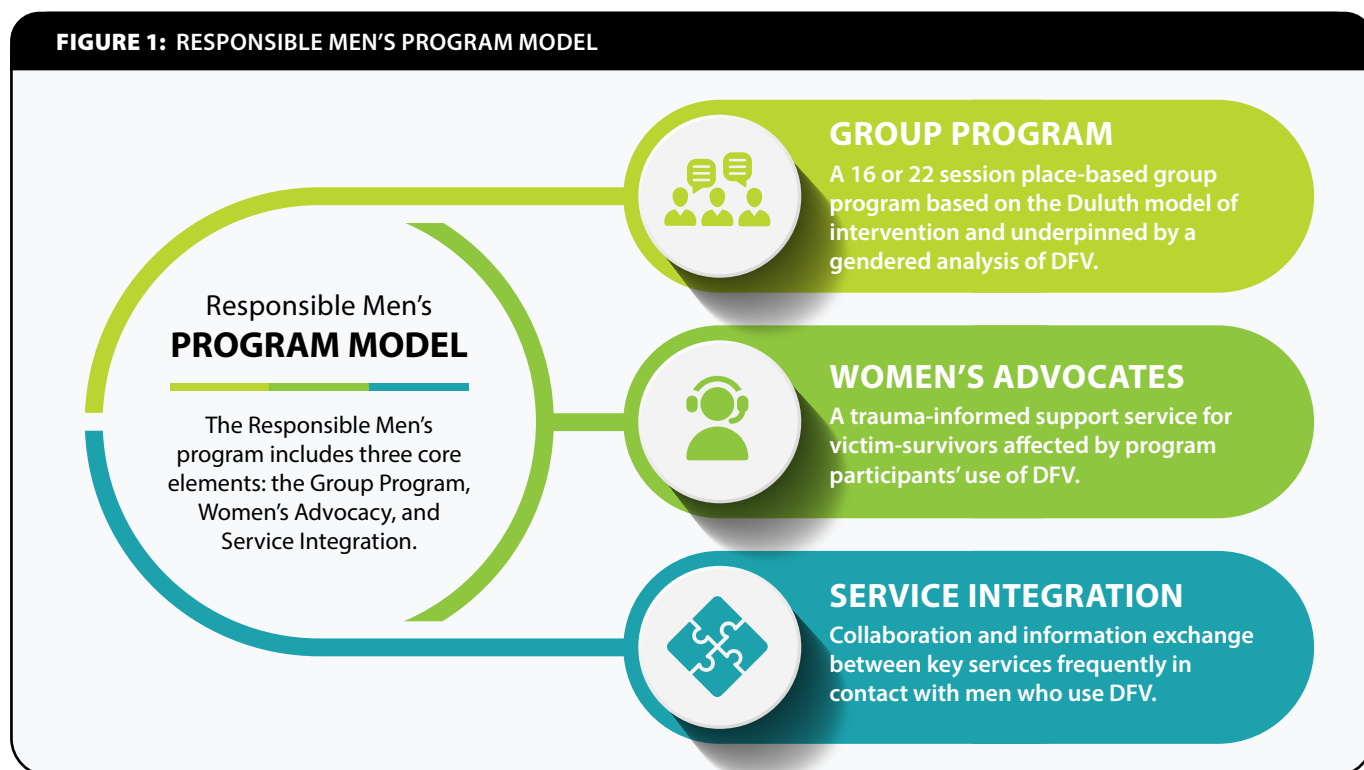 FIGURE 1: RESPONSIBLE MEN'S PROGRAM MODEL
Responsible Men's
PROGRAM MODEL
The Responsible Men's
program includes three core
elements: the Group Program,
Women's Advocacy, and
Service Integration.
GROUP PROGRAM
A 16 or 22 session place-based group
program based on the Duluth model of
intervention and underpinned by a
gendered analysis of DFV.
WOMEN'S ADVOCATES
A trauma-informed support service for
victim-survivors affected by program
participants' use of DFV.
SERVICE INTEGRATION
Collaboration and information exchange
between key services frequently in
contact with men who use DFV.